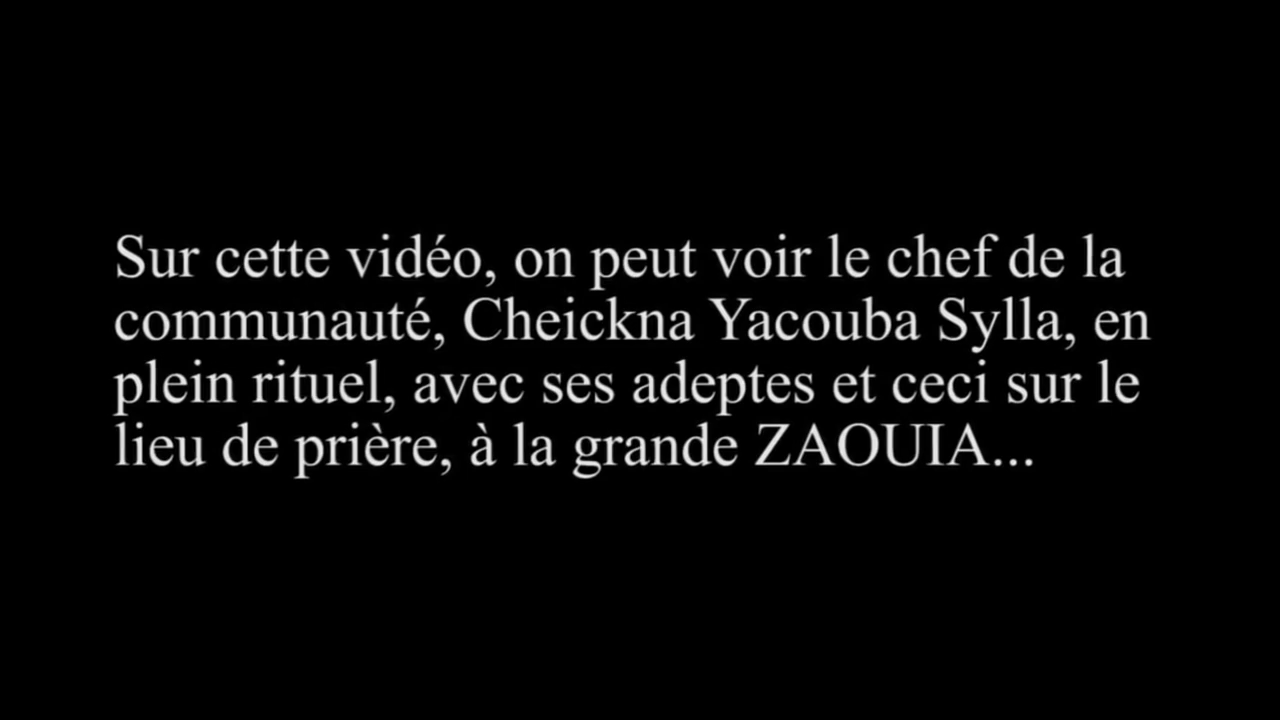 Sur cette vidéo, on peut voir le chef de la
communauté, Cheickna Yacouba Sylla, en
plein rituel, avec ses adeptes et ceci sur le
lieu de prière, à la grande ZAOUIA...